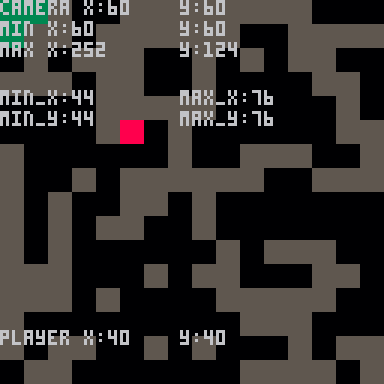 CAMERA X:60 Y:60
MIN X:60 Y:60
MAX X:252 Y:124
MIN_X:44 MAX_X:76
MIN_Y:44 MAX_Y:76
PLAYER X:40 Y:40